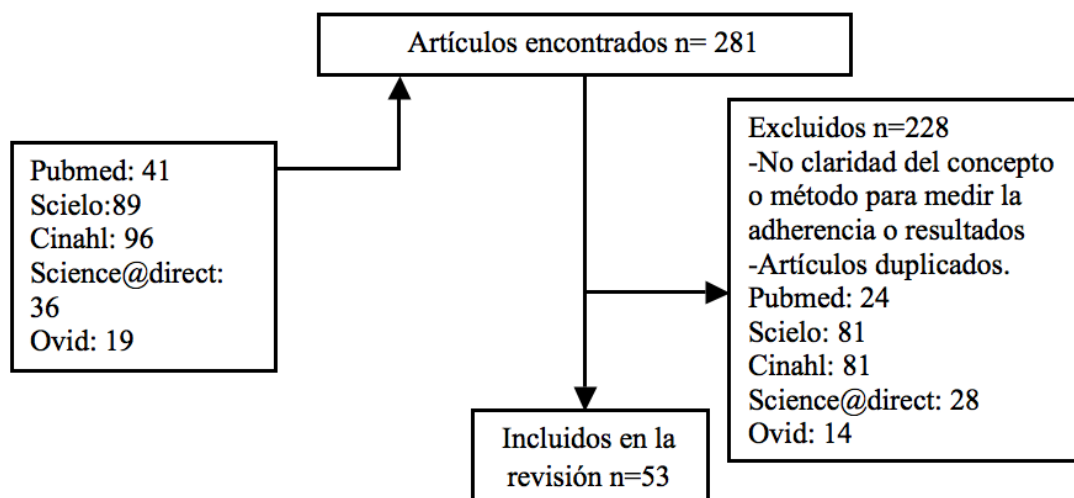 Artículos encontrados n= 281
Pubmed: 41
Scielo:89
Cinahl: 96
Science@direct:
36
Ovid: 19
Excluidos n=228
-No claridad del concepto
o método para medir la
adherencia o resultados
-Artículos duplicados.
Pubmed: 24
Scielo: 81
Cinahl: 81
Science@direct: 28
Ovid: 14
Incluidos en la
revisión n=53